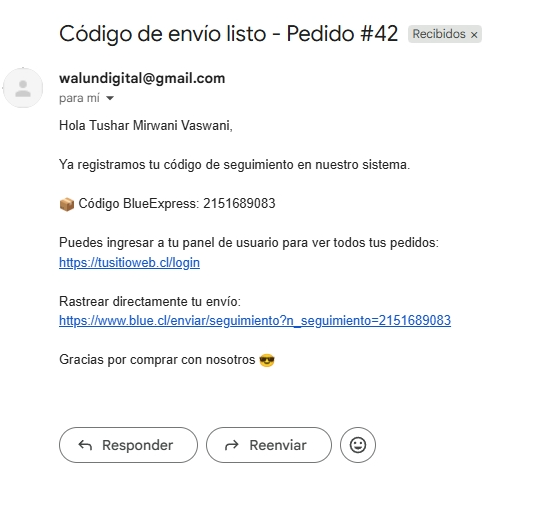 Código de envío listo - Pedido #42 Recibidos ×
walundigital@gmail.com
para mí
Hola Tushar Mirwani Vaswani,
Ya registramos tu código de seguimiento en nuestro sistema.
📦 Código BlueExpress: 2151689083
Puedes ingresar a tu panel de usuario para ver todos tus pedidos:
https://tusitioweb.cl/login
Rastrear directamente tu envío:
https://www.blue.cl/enviar/seguimiento?n_seguimiento=2151689083
Gracias por comprar con nosotros 😎
Responder Reenviar